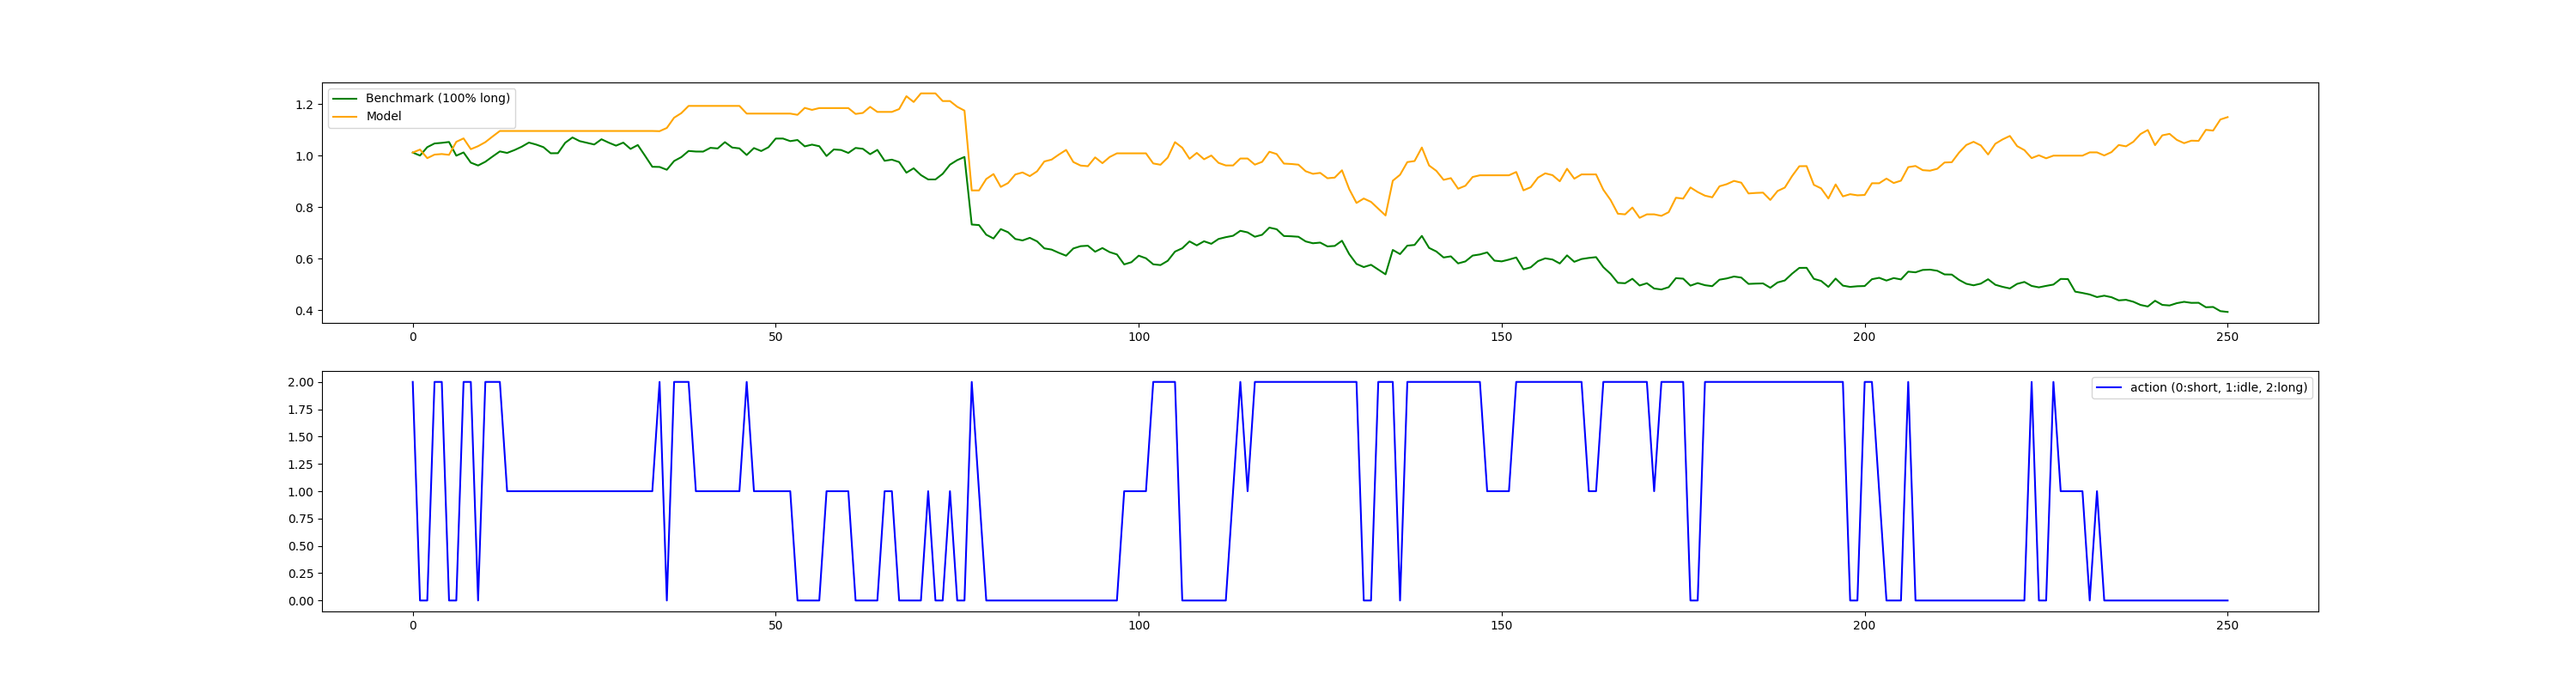 Benchmark (100% long)
Model
1.2
1.0
0.8
0.6
0.4
0 50 100 150 200 250
action (0:short, 1:idle, 2:long)
2.00
1.75
1.50
1.25
1.00
0.75
0.50
0.25
0.00
0 50 100 150 200 250